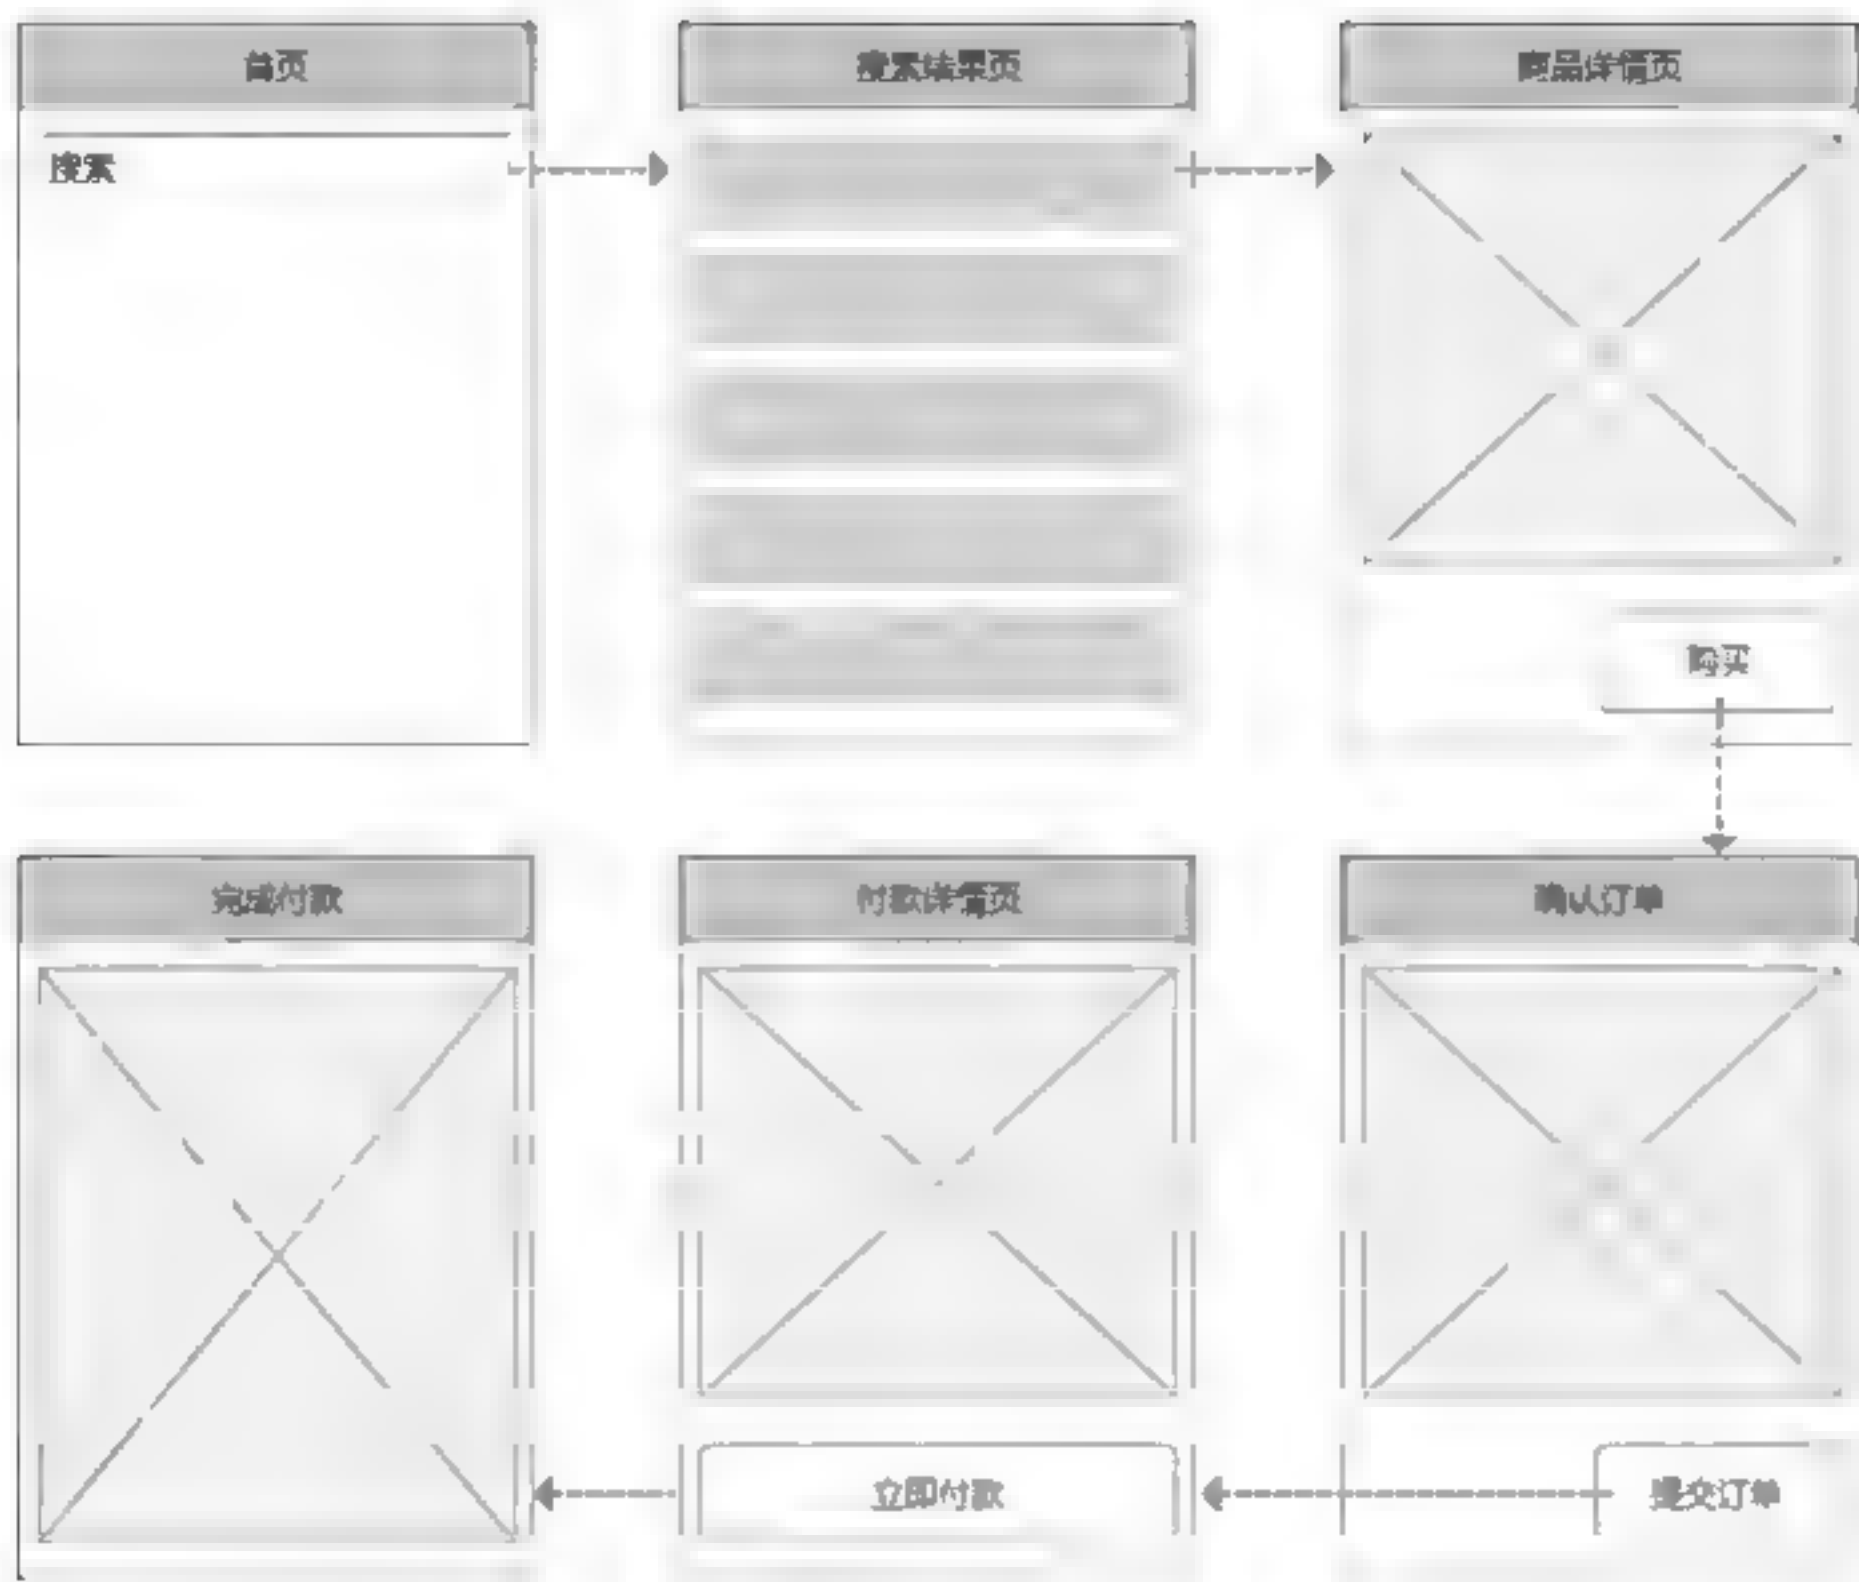 首页
搜索结果页
商品详情页
搜索
购买
完成付款
付款详情页
确认订单
立即付款
提交订单